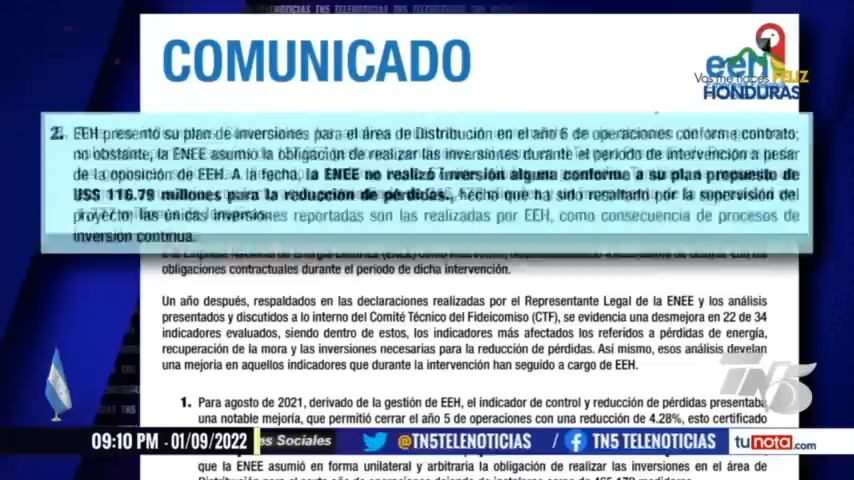 TELENOTICIAS TN5 TELENOTICIAS TN5 TELENOTICIAS
COMUNICADO
eeh
Vos me haces FELIZ
HONDURAS
2. EEH presentó su plan de inversiones para el área de Distribución en el año 6 de operaciones conforme contrato;
no obstante, la ENEE asumió la obligación de realizar las inversiones durante el periodo de intervención a pesar
de la oposición de EEH. A la fecha, la ENEE no realizó inversión alguna conforme a su plan propuesto de
US$ 116.79 millones para la reducción de pérdidas., hecho que ha sido resaltado por la supervisión del
proyecto, las únicas inversiones reportadas son las realizadas por EEH, como consecuencia de procesos de
inversión continua.
obligaciones contractuales durante el periodo de dicha intervención.
Un año después, respaldados en las declaraciones realizadas por el Representante Legal de la ENEE y los análisis
presentados y discutidos a lo interno del Comité Técnico del Fideicomiso (CTF), se evidencia una desmejora en 22 de 34
indicadores evaluados, siendo dentro de estos, los indicadores más afectados los referidos a pérdidas de energía,
recuperación de la mora y las inversiones necesarias para la reducción de pérdidas. Así mismo, esos análisis develan
una mejoría en aquellos indicadores que durante la intervención han seguido a cargo de EEH.
1. Para agosto de 2021, derivado de la gestión de EEH, el indicador de control y reducción de pérdidas presentaba
una notable mejoría, que permitió cerrar el año 5 de operaciones con una reducción de 4.28%, esto certificado
TN5
09:10 PM - 01/09/2022 es Sociales @TN5TELENOTICIAS / TN5 TELENOTICIAS tunota.com
que la ENEE asumió en forma unilateral y arbitraria la obligación de realizar las inversiones en el área de